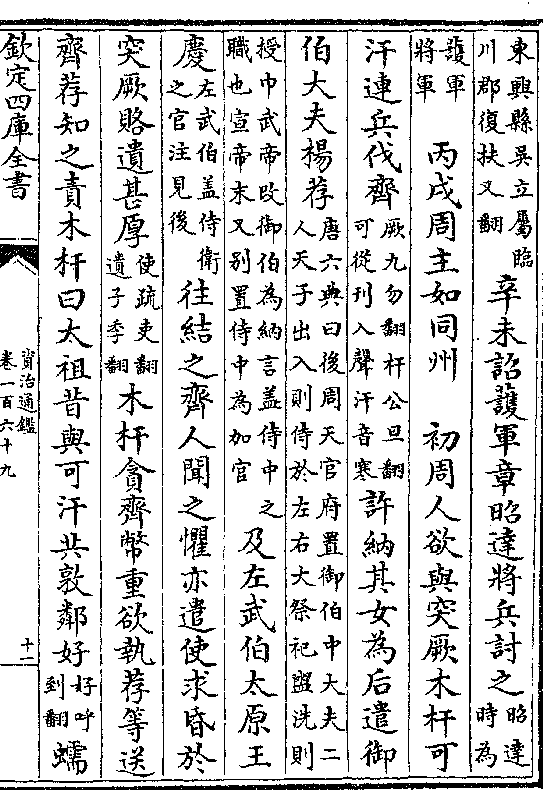 東興縣吳立屬臨
川郡復扶又翻
辛未詔護軍章昭達將兵討之
昭達
時為
護軍
將軍
丙戌周主如同州　初周人欲與突厥木杆可
汗連兵伐齊
厥九勿翻杆公旦翻
可從刊入聲汗音寒
許納其女為后遣御
伯大夫楊荐
唐六典曰後周天官府置御伯中大夫二
人天子出入則侍於左右大祭祀盥洗則
授巾武帝改御伯為納言盖侍中之
職也宣帝末又别置侍中為加官
及左武伯太原王
慶
左武伯盖侍衛
之官注見後
往結之齊人聞之懼亦遣使求昏於
突厥賂遺甚厚
使疏吏翻
遺于季翻
木杆貪齊幣重欲執荐等送
齊荐知之責木杆曰太祖昔與可汗共敦鄰好
好呼
到翻
蠕
欽定四庫全書
資治通鑑
卷一百六十九
十二